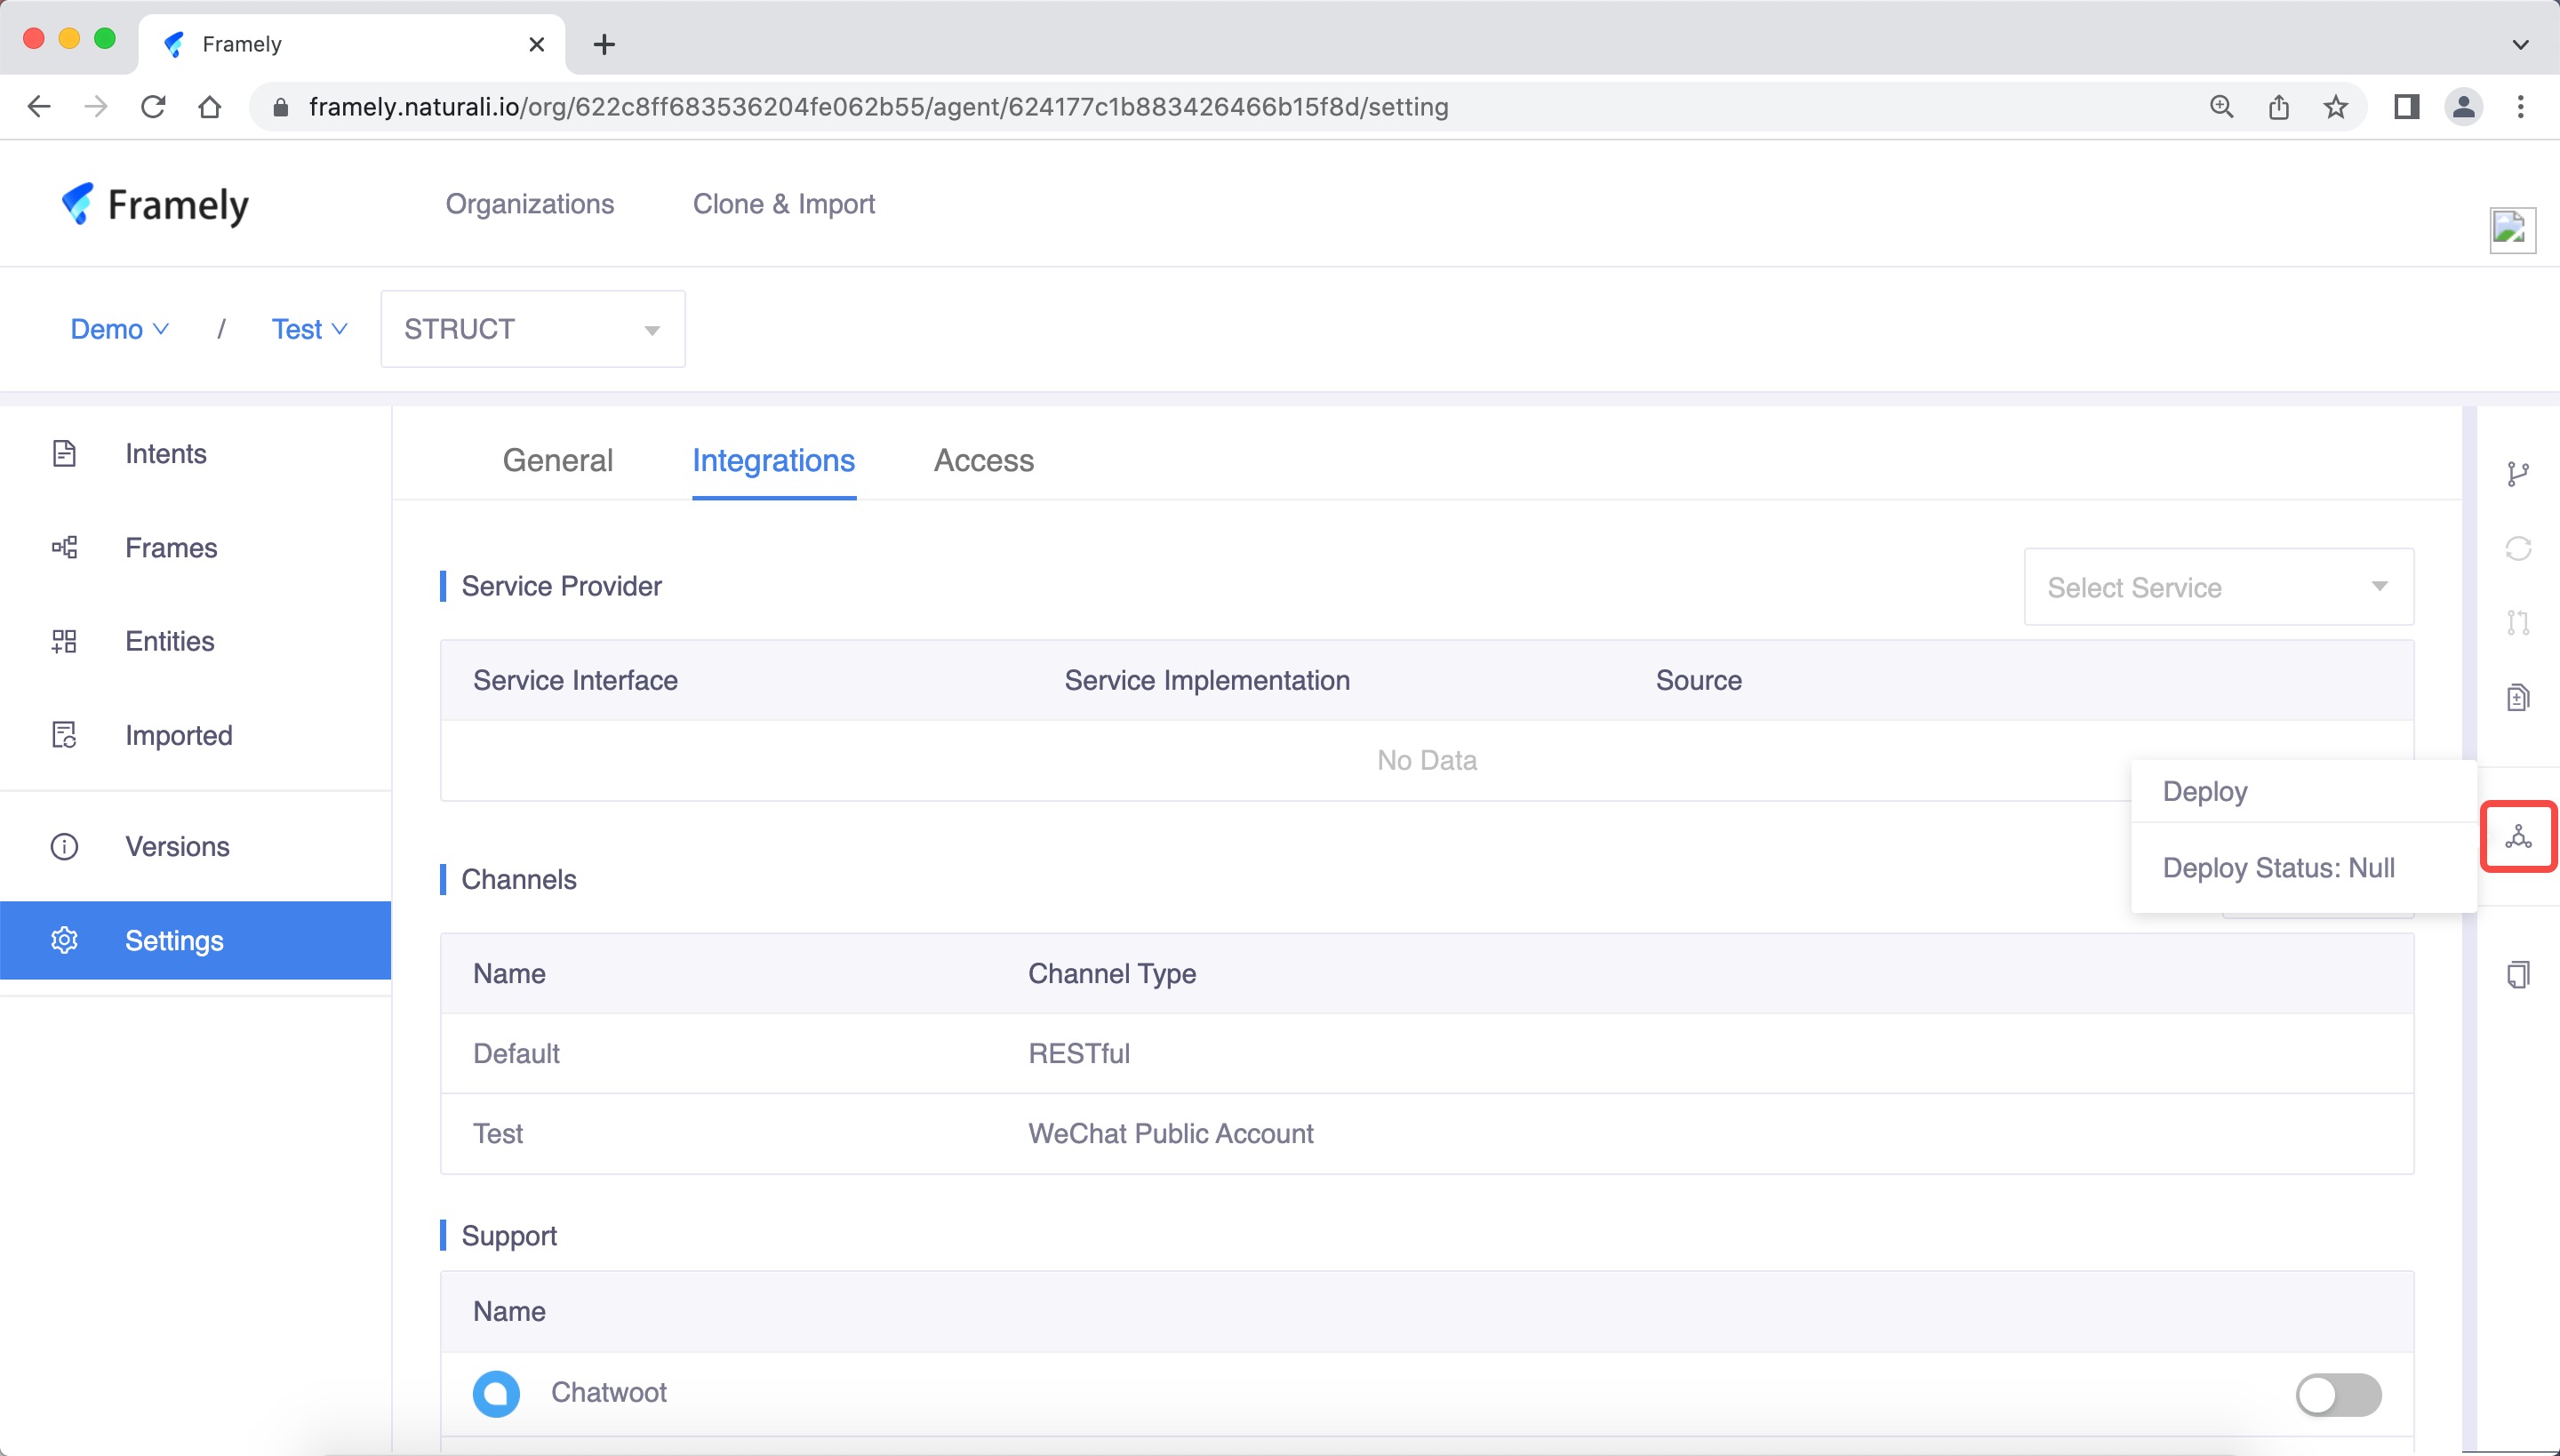 Framely
framely.naturali.io/org/622c8ff683536204fe062b55/agent/624177c1b883426466b15f8d/setting
Framely
Organizations
Clone & Import
Demo / Test
STRUCT
Intents
Frames
Entities
Imported
Versions
Settings
General
Integrations
Access
Service Provider
Select Service
Service Interface
Service Implementation
Source
No Data
Deploy
Deploy Status: Null
Channels
Name
Channel Type
Default
RESTful
Test
WeChat Public Account
Support
Name
Chatwoot